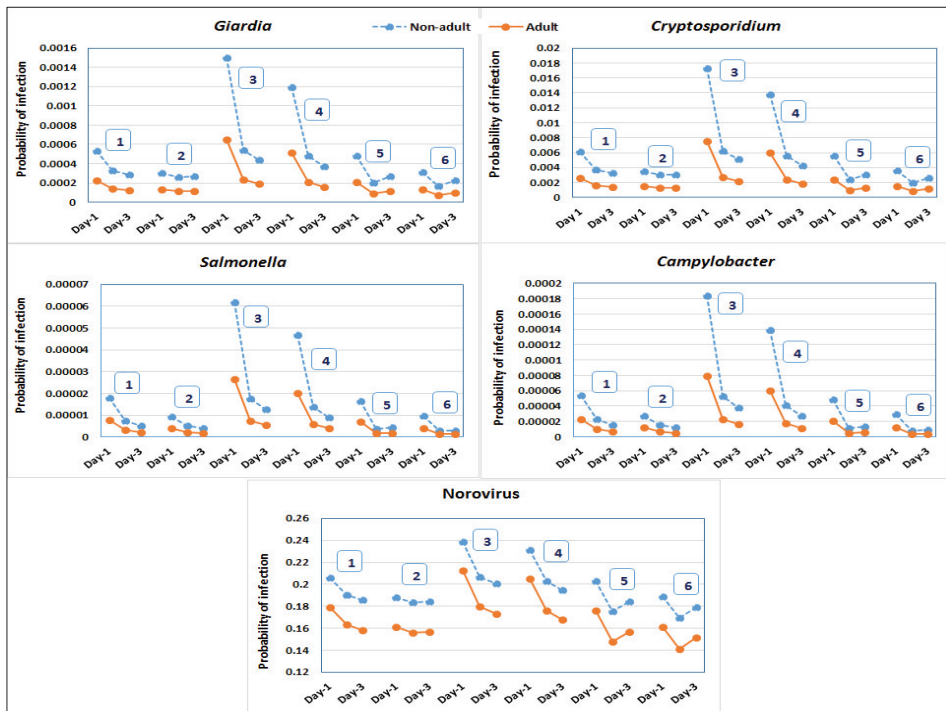 Giardia
Non-adult
Adult
Cryptosporidium
Probability of infection
0.0016
0.0014
0.0012
0.001
0.0008
0.0006
0.0004
0.0002
0
1
2
3
4
5
6
Day-1
Day-3
Day-1
Day-3
Day-1
Day-3
Day-1
Day-3
Day-1
Day-3
Day-1
Day-3
Probability of infection
0.02
0.018
0.016
0.014
0.012
0.01
0.008
0.006
0.004
0.002
0
1
2
3
4
5
6
Day-1
Day-3
Day-1
Day-3
Day-1
Day-3
Day-1
Day-3
Day-1
Day-3
Day-1
Day-3
Salmonella
Probability of infection
0.00007
0.00006
0.00005
0.00004
0.00003
0.00002
0.00001
0
1
2
3
4
5
6
Day-1
Day-3
Day-1
Day-3
Day-1
Day-3
Day-1
Day-3
Day-1
Day-3
Day-1
Day-3
Campylobacter
Probability of infection
0.0002
0.00018
0.00016
0.00014
0.00012
0.0001
0.00008
0.00006
0.00004
0.00002
0
1
2
3
4
5
6
Day-1
Day-3
Day-1
Day-3
Day-1
Day-3
Day-1
Day-3
Day-1
Day-3
Day-1
Day-3
Norovirus
Probability of infection
0.26
0.24
0.22
0.2
0.18
0.16
0.14
0.12
1
2
3
4
5
6
Day-1
Day-3
Day-1
Day-3
Day-1
Day-3
Day-1
Day-3
Day-1
Day-3
Day-1
Day-3